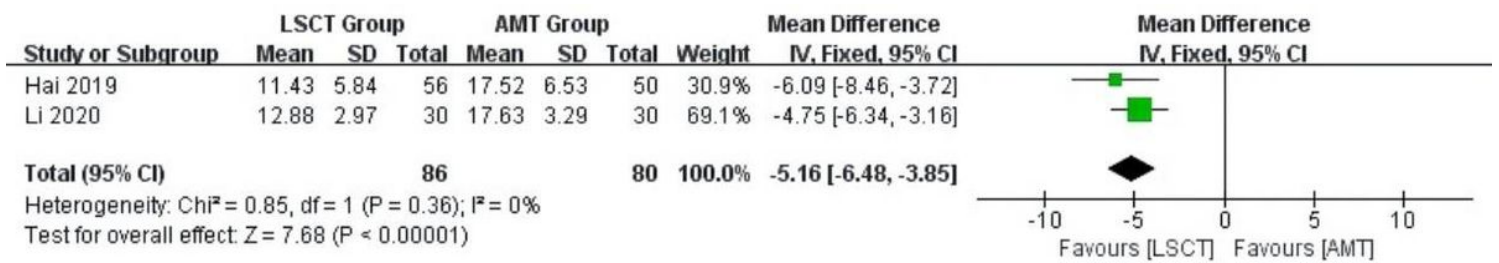 LSCT Group AMT Group Mean Difference Mean Difference
Study or Subgroup Mean SD Total Mean SD Total Weight IV, Fixed, 95% CI IV, Fixed, 95% CI
Hai 2019 11.43 5.84 56 17.52 6.53 50 30.9% -6.09 [-8.46, -3.72]
Li 2020 12.88 2.97 30 17.63 3.29 30 69.1% -4.75 [-6.34, -3.16]
Total (95% CI) 86 80 100.0% -5.16 [-6.48, -3.85]
Heterogeneity: Chi² = 0.85, df = 1 (P = 0.36); I² = 0%
Test for overall effect: Z = 7.68 (P < 0.00001)
-10 -5 0 5 10
Favours [LSCT] Favours [AMT]